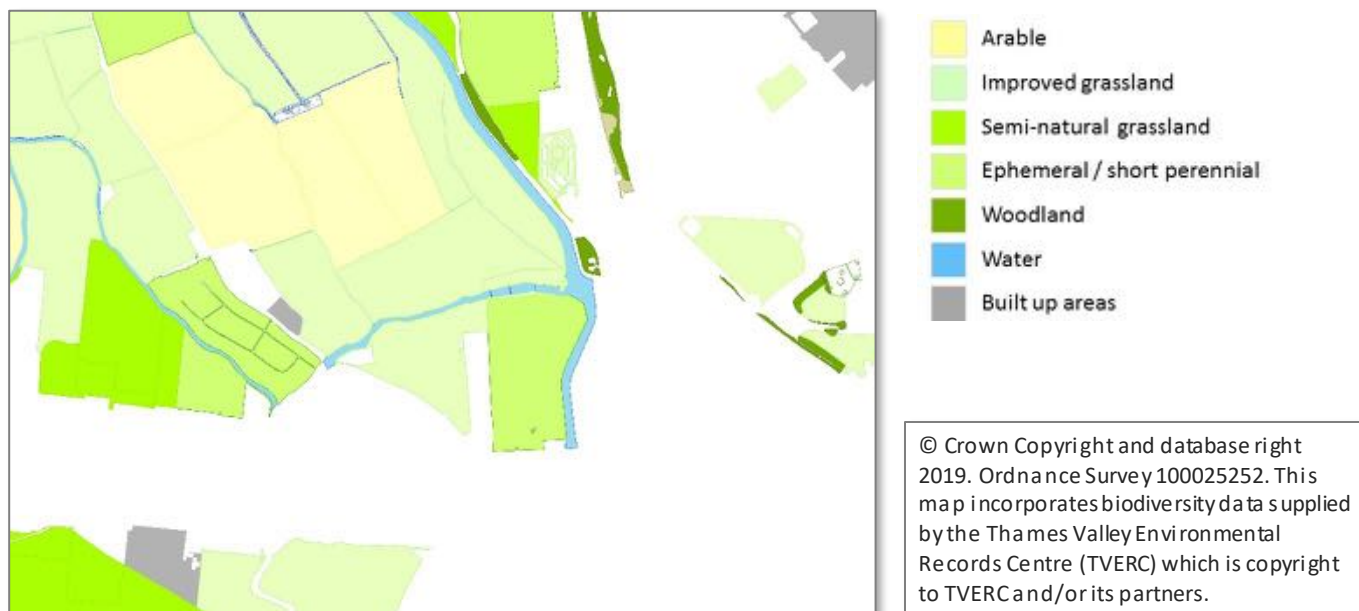 Arable
Improved grassland
Semi-natural grassland
Ephemeral / short perennial
Woodland
Water
Built up areas
© Crown Copyright and database right
2019. Ordnance Survey 100025252. This
map incorporates biodiversity data supplied
by the Thames Valley Environmental
Records Centre (TVERC) which is copyright
to TVERC and/or its partners.